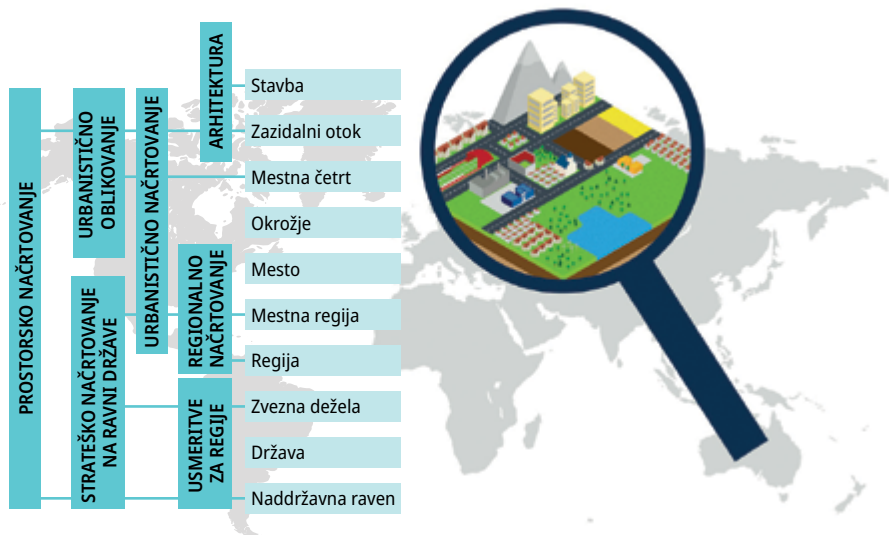 PROSTORSKO NAČRTOVANJE
URBANISTIČNO
OBLIKOVANJE
STRATEŠKO NAČRTOVANJE
NA RAVNI DRŽAVE
URBANISTIČNO NAČRTOVANJE
ARHITEKTURA
REGIONALNO
NAČRTOVANJE
USMERITVE
ZA REGIJE
Stavba
Zazidalni otok
Mestna četrt
Okrožje
Mesto
Mestna regija
Regija
Zvezna dežela
Država
Naddržavna raven